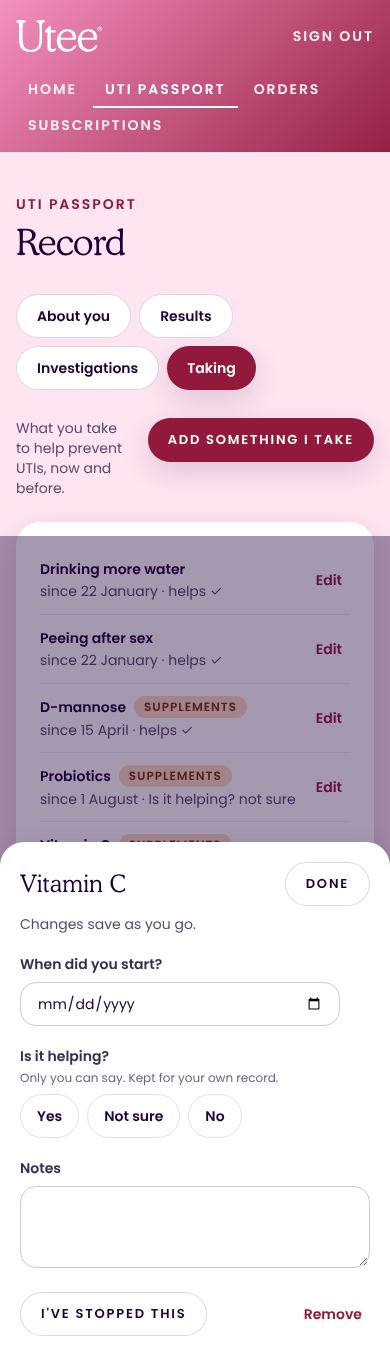 Utee®
SIGN OUT
HOME
UTI PASSPORT
ORDERS
SUBSCRIPTIONS
UTI PASSPORT
Record
About you
Results
Investigations
Taking
What you take
to help prevent
UTIs, now and
before.
ADD SOMETHING I TAKE
Drinking more water
since 22 January · helps ✓
Edit
Peeing after sex
since 22 January · helps ✓
Edit
D-mannose SUPPLEMENTS
since 15 April · helps ✓
Edit
Probiotics SUPPLEMENTS
since 1 August · Is it helping? not sure
Edit
Vitamin C
DONE
Changes save as you go.
When did you start?
mm/dd/yyyy
Is it helping?
Only you can say. Kept for your own record.
Yes
Not sure
No
Notes
I'VE STOPPED THIS
Remove